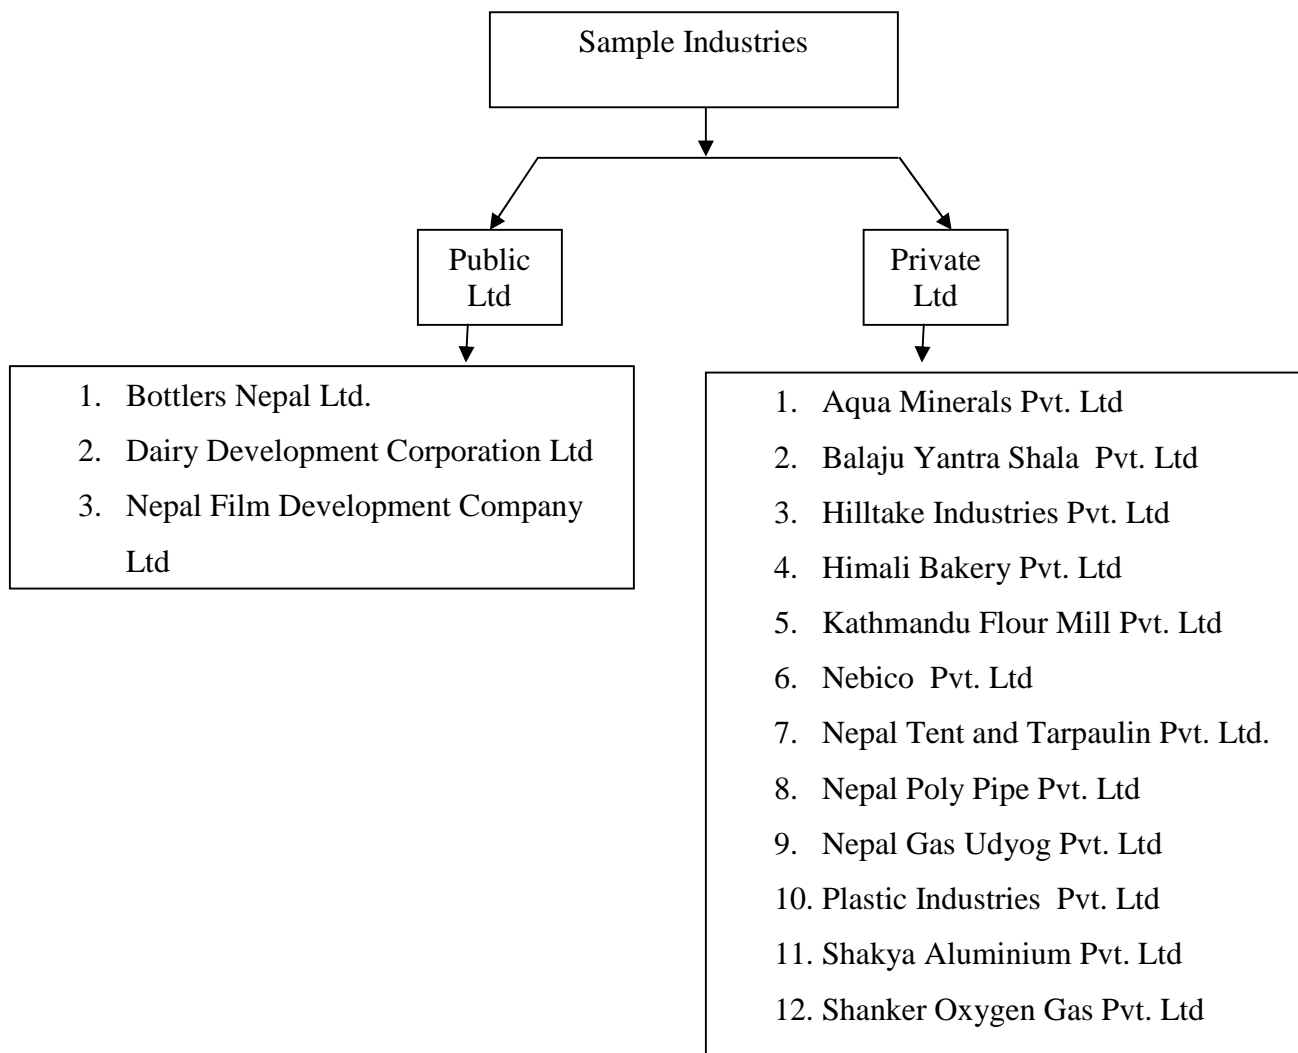 Sample Industries
Public
Ltd
Private
Ltd
1. Bottlers Nepal Ltd.
2. Dairy Development Corporation Ltd
3. Nepal Film Development Company
Ltd
1. Aqua Minerals Pvt. Ltd
2. Balaju Yantra Shala  Pvt. Ltd
3. Hilltake Industries Pvt. Ltd
4. Himali Bakery Pvt. Ltd
5. Kathmandu Flour Mill Pvt. Ltd
6. Nebico  Pvt. Ltd
7. Nepal Tent and Tarpaulin Pvt. Ltd.
8. Nepal Poly Pipe Pvt. Ltd
9. Nepal Gas Udyog Pvt. Ltd
10. Plastic Industries  Pvt. Ltd
11. Shakya Aluminium Pvt. Ltd
12. Shanker Oxygen Gas Pvt. Ltd